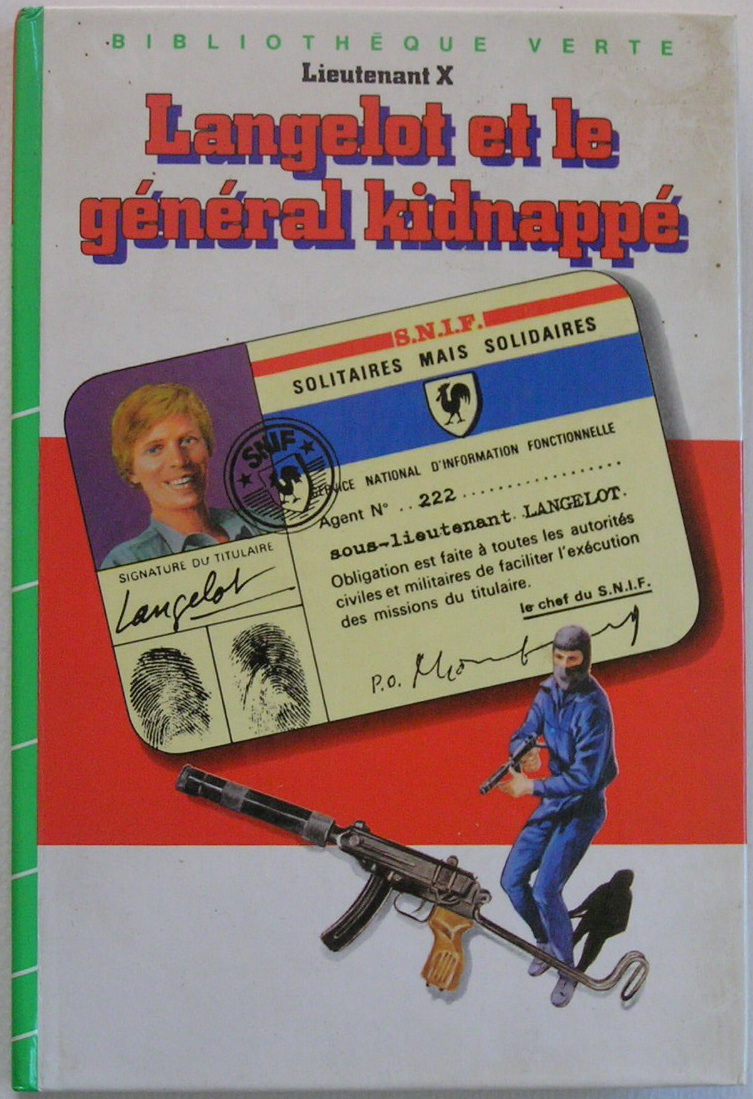 BIBLIOTHÈQUE VERTE
Lieutenant X
Langelot et le
général kidnappé
S.N.I.F.
SOLITAIRES MAIS SOLIDAIRES
SNIF
SERVICE NATIONAL D'INFORMATION FONCTIONNELLE
Agent N° ..222..................
sous-lieutenant LANGELOT.
Obligation est faite à toutes les autorités
civiles et militaires de faciliter l'exécution
des missions du titulaire.
le chef du S.N.I.F.
P.O.
SIGNATURE DU TITULAIRE
Langelot